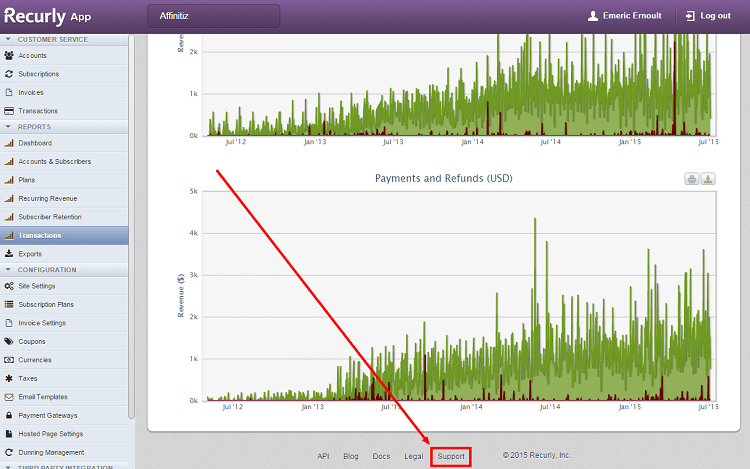 Recurly App
Affinitiz
Emeric Ernoult
Log out
CUSTOMER SERVICE
Accounts
Subscriptions
Invoices
Transactions
REPORTS
Dashboard
Accounts & Subscribers
Plans
Recurring Revenue
Subscriber Retention
Transactions
Exports
CONFIGURATION
Site Settings
Subscription Plans
Invoice Settings
Coupons
Currencies
Taxes
Email Templates
Payment Gateways
Hosted Page Settings
Dunning Management
THIRD PARTY INTEGRATION
2k
1k
0k
Jul '12
Jan '13
Jul '13
Jan '14
Jul '14
Jan '15
Jul '15
Payments and Refunds (USD)
Revenue ($)
5k
4k
3k
2k
1k
0k
Jul '12
Jan '13
Jul '13
Jan '14
Jul '14
Jan '15
Jul '15
API Blog Docs Legal Support © 2015 Recurly, Inc.